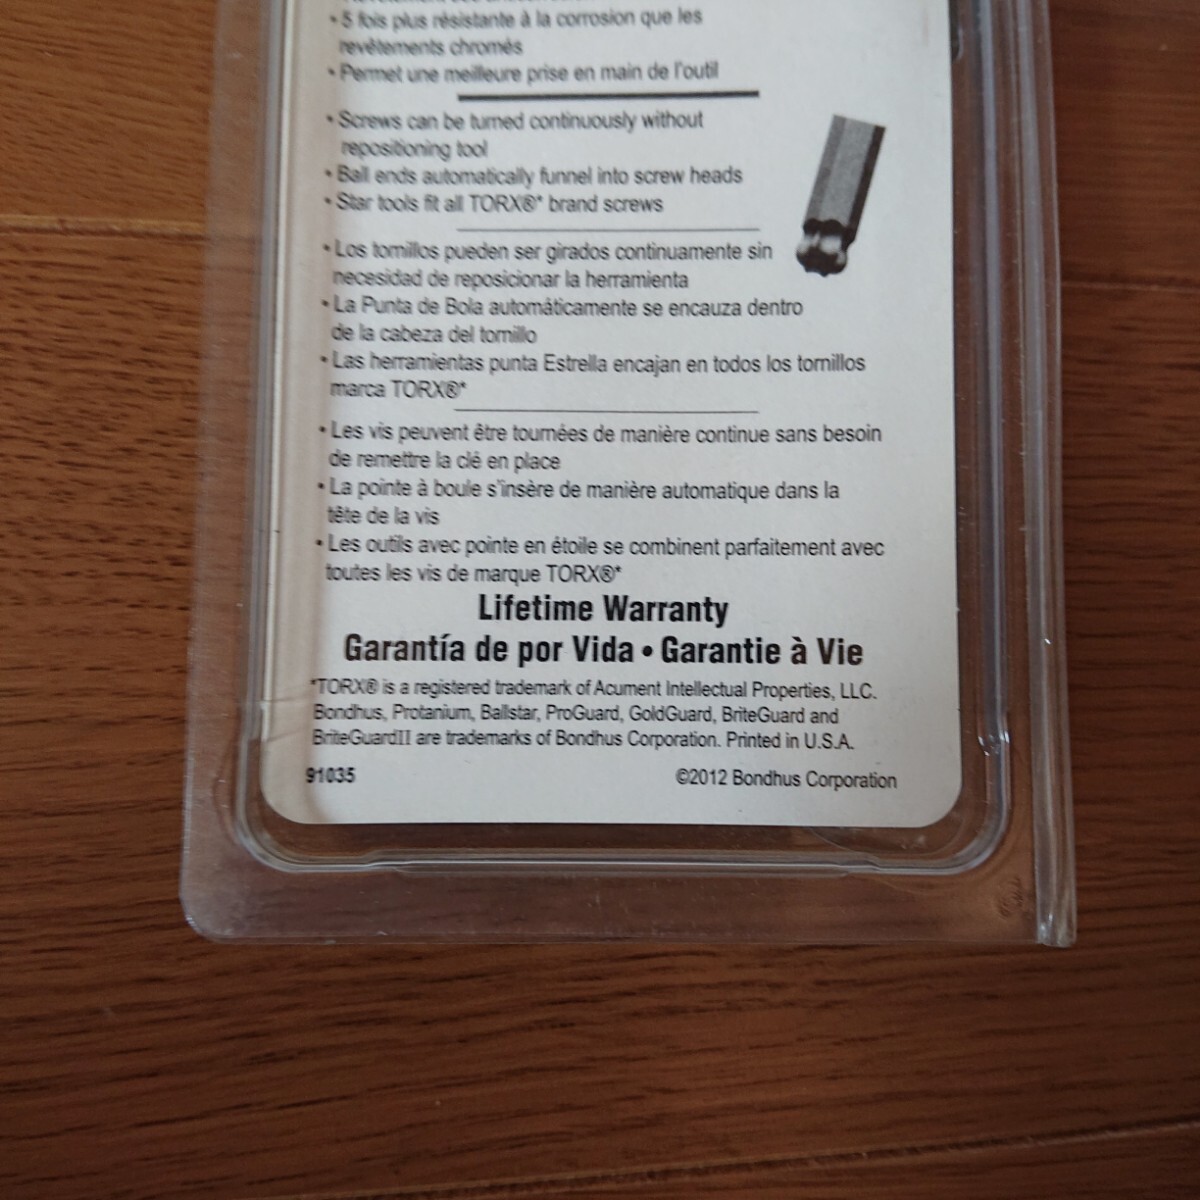 • 5 fois plus résistante à la corrosion que les
revêtements chromés
• Permet une meilleure prise en main de l'outil
• Screws can be turned continuously without
repositioning tool
• Ball ends automatically funnel into screw heads
• Star tools fit all TORX®* brand screws
• Los tornillos pueden ser girados continuamente sin
necesidad de reposicionar la herramienta
• La Punta de Bola automáticamente se encauza dentro
de la cabeza del tornillo
• Las herramientas punta Estrella encajan en todos los tornillos
marca TORX®*
• Les vis peuvent être tournées de manière continue sans besoin
de remettre la clé en place
• La pointe à boule s'insère de manière automatique dans la
tête de la vis
• Les outils avec pointe en étoile se combinent parfaitement avec
toutes les vis de marque TORX®*
Lifetime Warranty
Garantía de por Vida • Garantie à Vie
*TORX® is a registered trademark of Acument Intellectual Properties, LLC.
Bondhus, Protanium, Ballstar, ProGuard, GoldGuard, BriteGuard and
BriteGuardII are trademarks of Bondhus Corporation. Printed in U.S.A.
91035
©2012 Bondhus Corporation